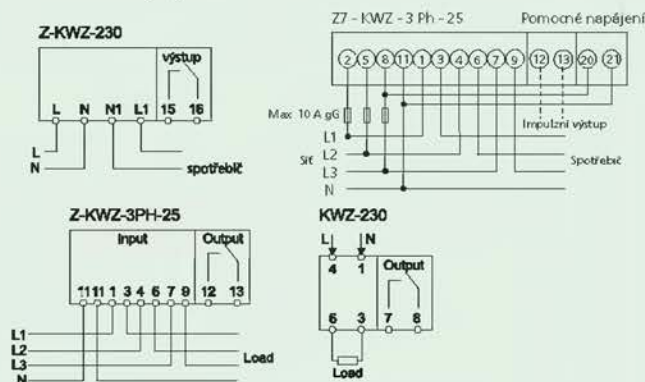 Z-KWZ-230
výstup
L N N1 L1 15 16
L
N
spotřebič
Z7 - KWZ - 3 Ph - 25 Pomocné napájení
2 5 8 11 1 3 4 6 7 9 12 13 20 21
Max 10 A gG
Impulzní výstup
L1
Síť L2 Spotřebič
L3
N
Z-KWZ-3PH-25
Input Output
11 11 1 3 4 6 7 9 12 13
L1
L2
L3
N
Load
KWZ-230
L N
4 1
Output
6 3 7 8
Load